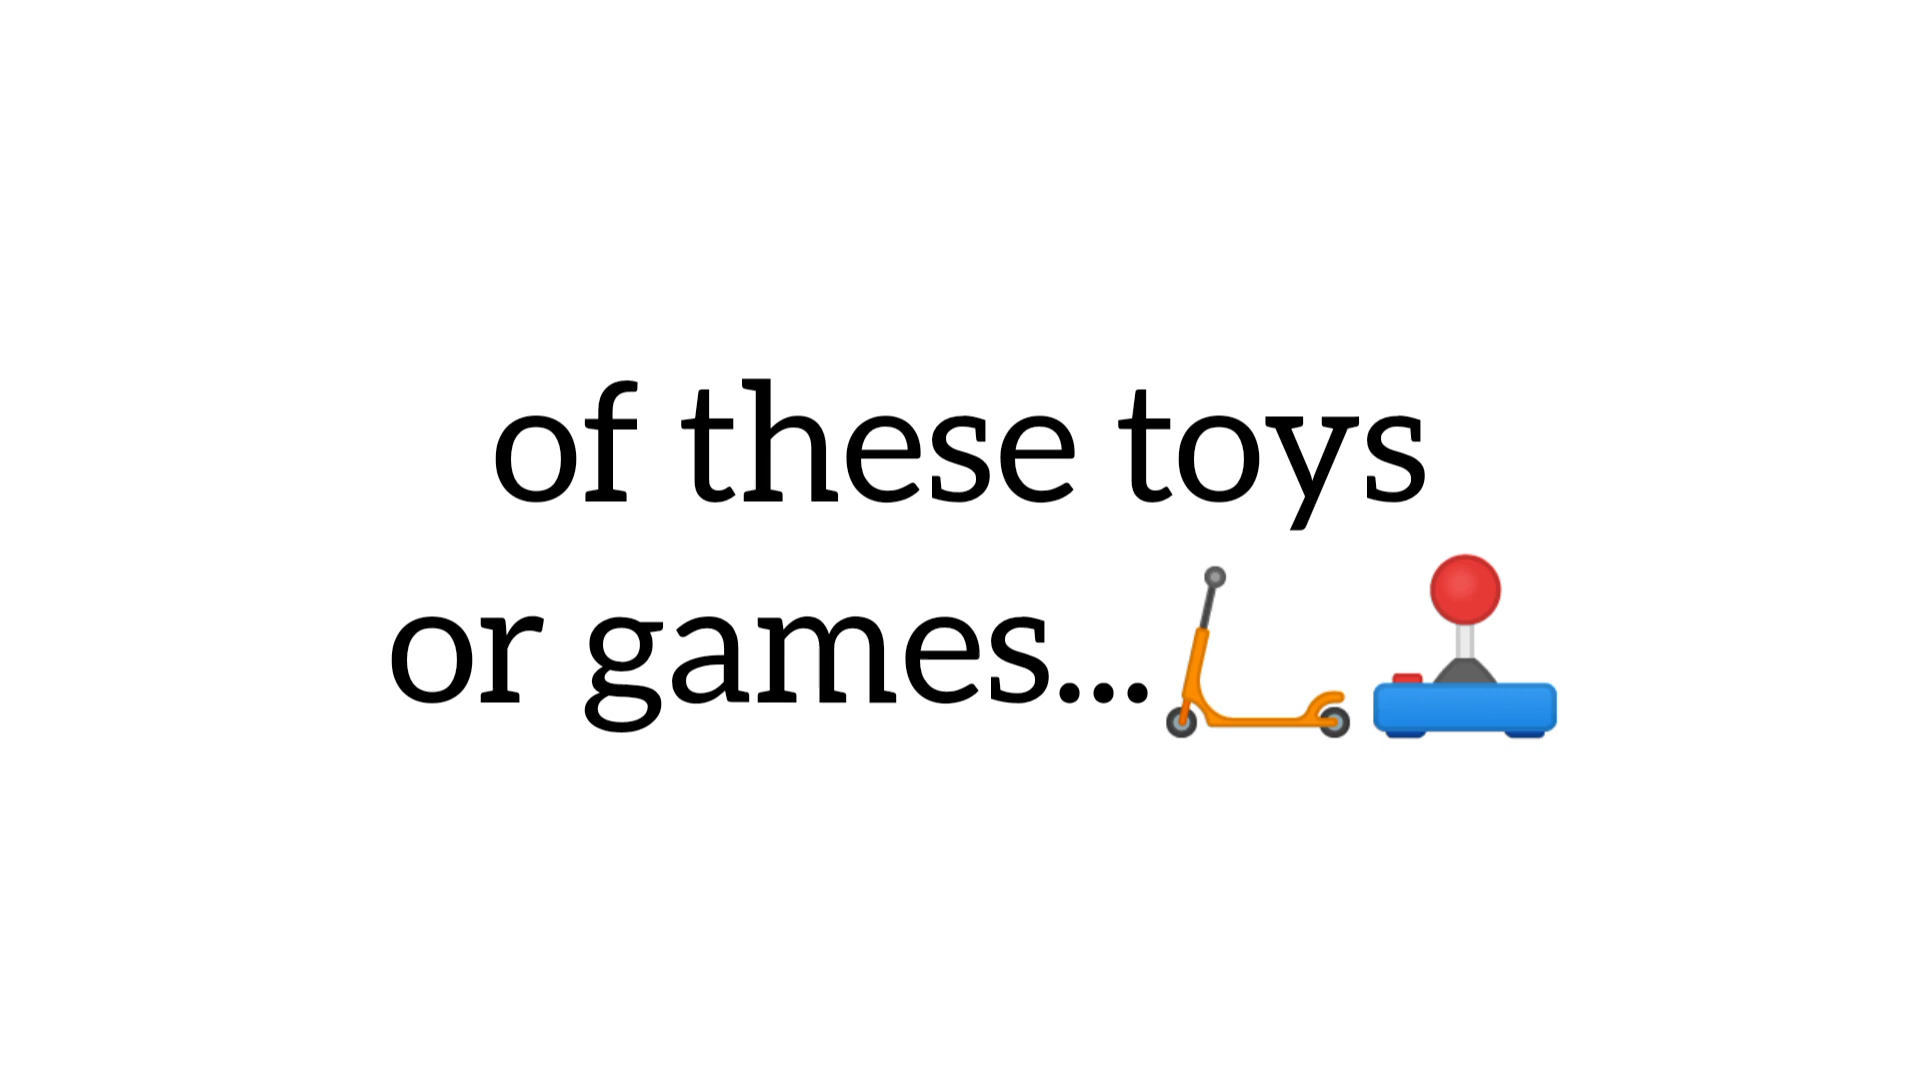 of these toys
or games...🛴🕹️